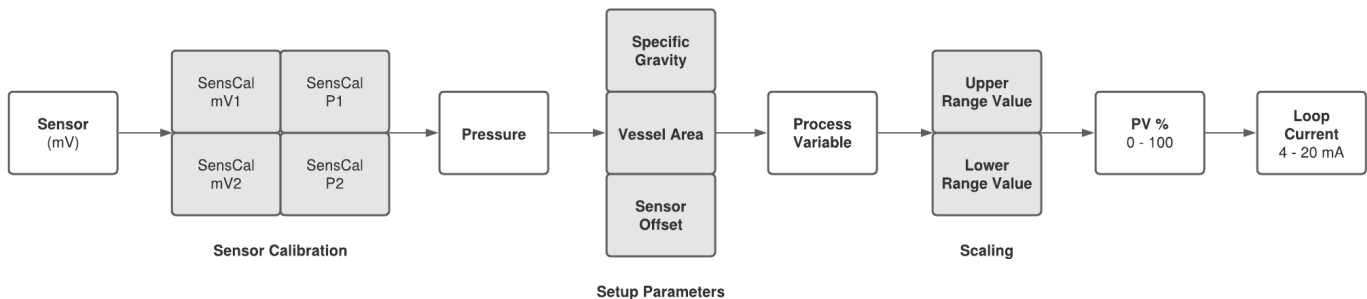 Sensor
(mV)
SensCal
mV1
SensCal
P1
SensCal
mV2
SensCal
P2
Sensor Calibration
Pressure
Specific
Gravity
Vessel Area
Sensor
Offset
Setup Parameters
Process
Variable
Upper
Range Value
Lower
Range Value
Scaling
PV %
0 - 100
Loop
Current
4 - 20 mA